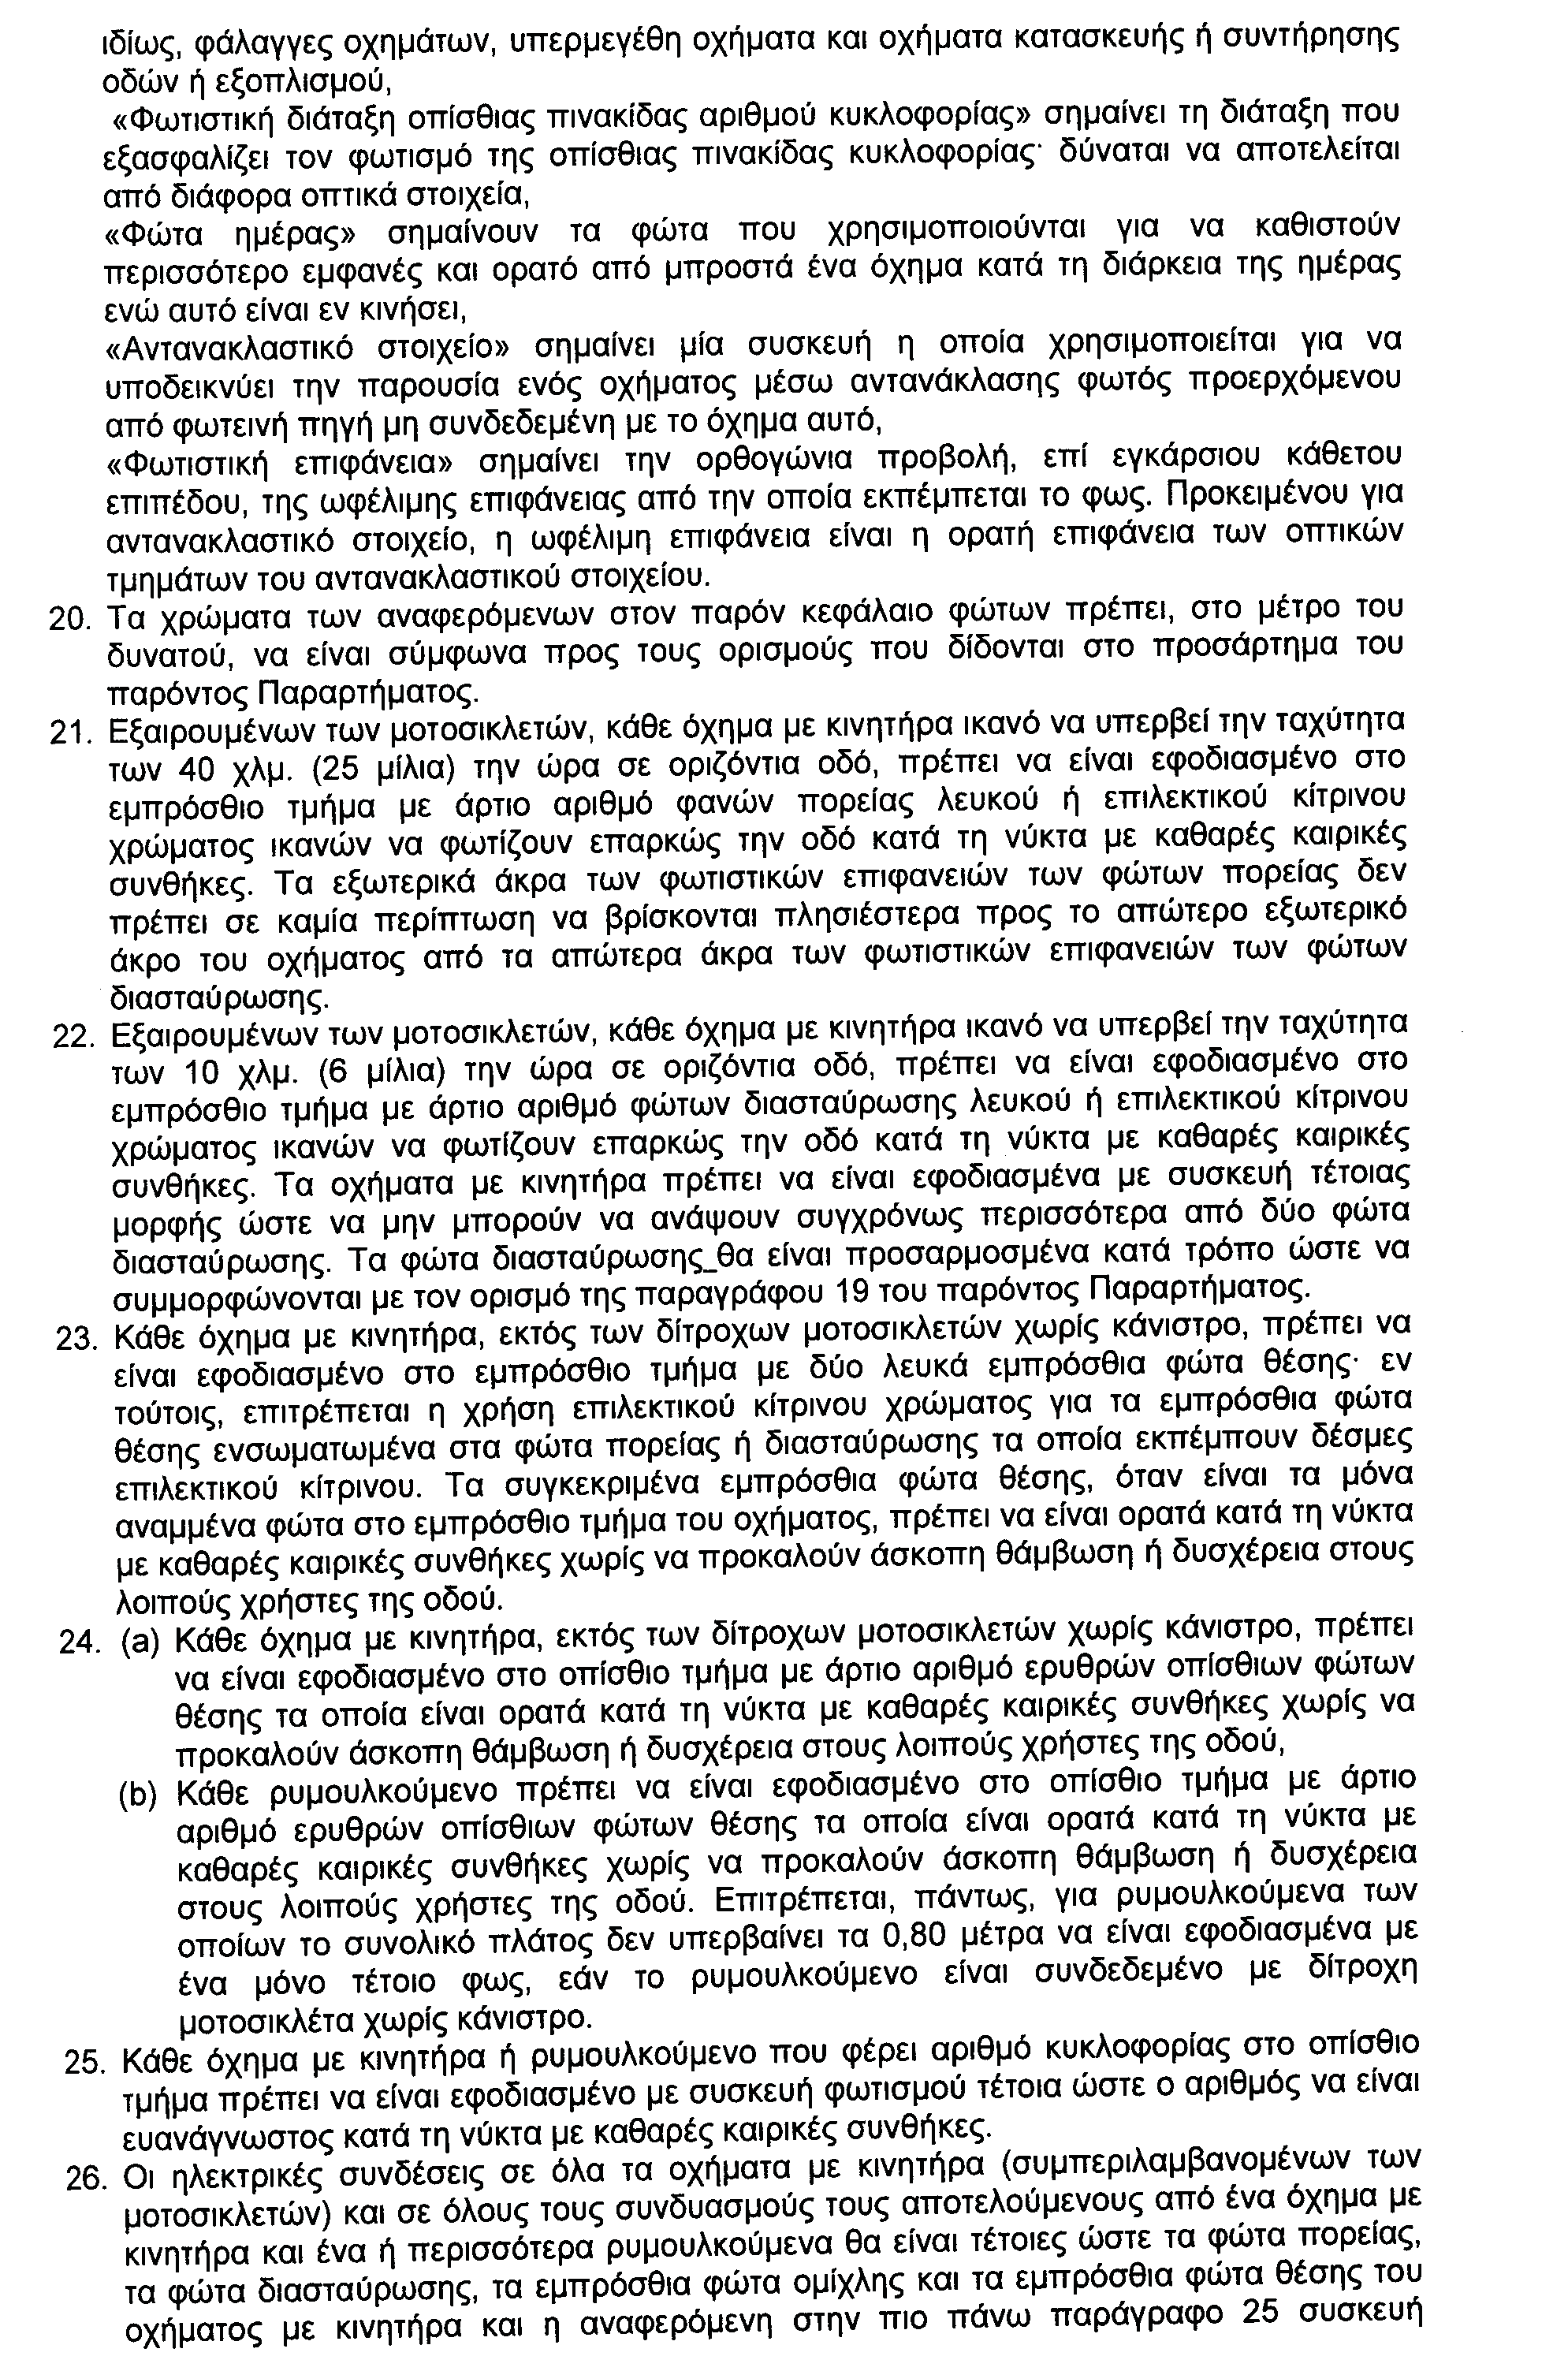 ιδίως, φάλαγγες οχημάτων, υπερμεγέθη οχήματα και οχήματα κατασκευής ή συντήρησης
οδών ή εξοπλισμού,
«Φωτιστική διάταξη οπίσθιας πινακίδας αριθμού κυκλοφορίας» σημαίνει τη διάταξη που
εξασφαλίζει τον φωτισμό της οπίσθιας πινακίδας κυκλοφορίας· δύναται να αποτελείται
από διάφορα οπτικά στοιχεία,
«Φώτα ημέρας» σημαίνουν τα φώτα που χρησιμοποιούνται για να καθιστούν
περισσότερο εμφανές και ορατό από μπροστά ένα όχημα κατά τη διάρκεια της ημέρας
ενώ αυτό είναι εν κινήσει,
«Αντανακλαστικό στοιχείο» σημαίνει μία συσκευή η οποία χρησιμοποιείται για να
υποδεικνύει την παρουσία ενός οχήματος μέσω αντανάκλασης φωτός προερχόμενου
από φωτεινή πηγή μη συνδεδεμένη με το όχημα αυτό,
«Φωτιστική επιφάνεια» σημαίνει την ορθογώνια προβολή, επί εγκάρσιου κάθετου
επιπέδου, της ωφέλιμης επιφάνειας από την οποία εκπέμπεται το φως. Προκειμένου για
αντανακλαστικό στοιχείο, η ωφέλιμη επιφάνεια είναι η ορατή επιφάνεια των οπτικών
τμημάτων του αντανακλαστικού στοιχείου.
20. Τα χρώματα των αναφερόμενων στον παρόν κεφάλαιο φώτων πρέπει, στο μέτρο του
δυνατού, να είναι σύμφωνα προς τους ορισμούς που δίδονται στο προσάρτημα του
παρόντος Παραρτήματος.
21. Εξαιρουμένων των μοτοσικλετών, κάθε όχημα με κινητήρα ικανό να υπερβεί την ταχύτητα
των 40 χλμ. (25 μίλια) την ώρα σε οριζόντια οδό, πρέπει να είναι εφοδιασμένο στο
εμπρόσθιο τμήμα με άρτιο αριθμό φανών πορείας λευκού ή επιλεκτικού κίτρινου
χρώματος ικανών να φωτίζουν επαρκώς την οδό κατά τη νύκτα με καθαρές καιρικές
συνθήκες. Τα εξωτερικά άκρα των φωτιστικών επιφανειών των φώτων πορείας δεν
πρέπει σε καμία περίπτωση να βρίσκονται πλησιέστερα προς το απώτερο εξωτερικό
άκρο του οχήματος από τα απώτερα άκρα των φωτιστικών επιφανειών των φώτων
διασταύρωσης.
22. Εξαιρουμένων των μοτοσικλετών, κάθε όχημα με κινητήρα ικανό να υπερβεί την ταχύτητα
των 10 χλμ. (6 μίλια) την ώρα σε οριζόντια οδό, πρέπει να είναι εφοδιασμένο στο
εμπρόσθιο τμήμα με άρτιο αριθμό φώτων διασταύρωσης λευκού ή επιλεκτικού κίτρινου
χρώματος ικανών να φωτίζουν επαρκώς την οδό κατά τη νύκτα με καθαρές καιρικές
συνθήκες. Τα οχήματα με κινητήρα πρέπει να είναι εφοδιασμένα με συσκευή τέτοιας
μορφής ώστε να μην μπορούν να ανάψουν συγχρόνως περισσότερα από δύο φώτα
διασταύρωσης. Τα φώτα διασταύρωσης_θα είναι προσαρμοσμένα κατά τρόπο ώστε να
συμμορφώνονται με τον ορισμό της παραγράφου 19 του παρόντος Παραρτήματος.
23. Κάθε όχημα με κινητήρα, εκτός των δίτροχων μοτοσικλετών χωρίς κάνιστρο, πρέπει να
είναι εφοδιασμένο στο εμπρόσθιο τμήμα με δύο λευκά εμπρόσθια φώτα θέσης· εν
τούτοις, επιτρέπεται η χρήση επιλεκτικού κίτρινου χρώματος για τα εμπρόσθια φώτα
θέσης ενσωματωμένα στα φώτα πορείας ή διασταύρωσης τα οποία εκπέμπουν δέσμες
επιλεκτικού κίτρινου. Τα συγκεκριμένα εμπρόσθια φώτα θέσης, όταν είναι τα μόνα
αναμμένα φώτα στο εμπρόσθιο τμήμα του οχήματος, πρέπει να είναι ορατά κατά τη νύκτα
με καθαρές καιρικές συνθήκες χωρίς να προκαλούν άσκοπη θάμβωση ή δυσχέρεια στους
λοιπούς χρήστες της οδού.
24. (a) Κάθε όχημα με κινητήρα, εκτός των δίτροχων μοτοσικλετών χωρίς κάνιστρο, πρέπει
να είναι εφοδιασμένο στο οπίσθιο τμήμα με άρτιο αριθμό ερυθρών οπίσθιων φώτων
θέσης τα οποία είναι ορατά κατά τη νύκτα με καθαρές καιρικές συνθήκες χωρίς να
προκαλούν άσκοπη θάμβωση ή δυσχέρεια στους λοιπούς χρήστες της οδού,
(b) Κάθε ρυμουλκούμενο πρέπει να είναι εφοδιασμένο στο οπίσθιο τμήμα με άρτιο
αριθμό ερυθρών οπίσθιων φώτων θέσης τα οποία είναι ορατά κατά τη νύκτα με
καθαρές καιρικές συνθήκες χωρίς να προκαλούν άσκοπη θάμβωση ή δυσχέρεια
στους λοιπούς χρήστες της οδού. Επιτρέπεται, πάντως, για ρυμουλκούμενα των
οποίων το συνολικό πλάτος δεν υπερβαίνει τα 0,80 μέτρα να είναι εφοδιασμένα με
ένα μόνο τέτοιο φως, εάν το ρυμουλκούμενο είναι συνδεδεμένο με δίτροχη
μοτοσικλέτα χωρίς κάνιστρο.
25. Κάθε όχημα με κινητήρα ή ρυμουλκούμενο που φέρει αριθμό κυκλοφορίας στο οπίσθιο
τμήμα πρέπει να είναι εφοδιασμένο με συσκευή φωτισμού τέτοια ώστε ο αριθμός να είναι
ευανάγνωστος κατά τη νύκτα με καθαρές καιρικές συνθήκες.
26. Οι ηλεκτρικές συνδέσεις σε όλα τα οχήματα με κινητήρα (συμπεριλαμβανομένων των
μοτοσικλετών) και σε όλους τους συνδυασμούς τους αποτελούμενους από ένα όχημα με
κινητήρα και ένα ή περισσότερα ρυμουλκούμενα θα είναι τέτοιες ώστε τα φώτα πορείας,
τα φώτα διασταύρωσης, τα εμπρόσθια φώτα ομίχλης και τα εμπρόσθια φώτα θέσης του
οχήματος με κινητήρα και η αναφερόμενη στην πιο πάνω παράγραφο 25 συσκευή